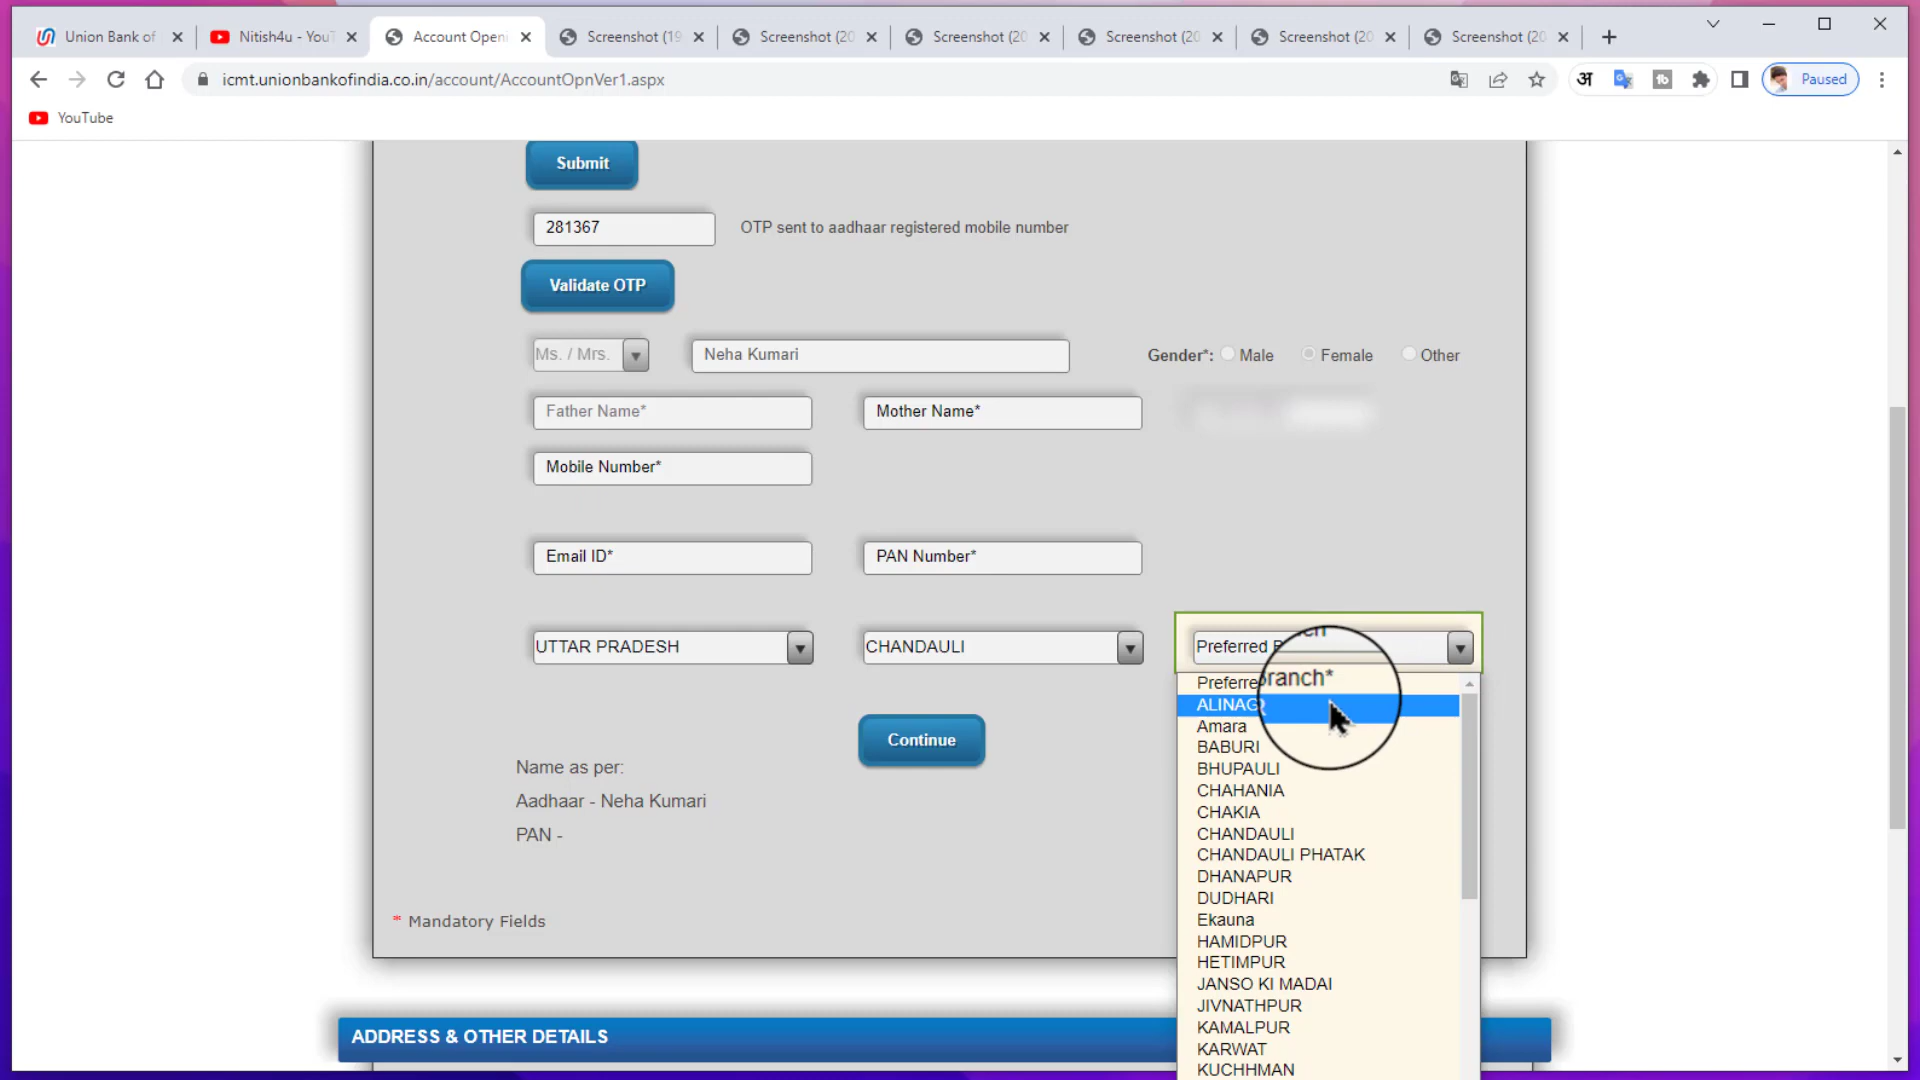 Union Bank of
Nitish4u - YouT
Account Openi
Screenshot (19
Screenshot (20
Screenshot (20
Screenshot (20
Screenshot (20
Screenshot (20
icmt.unionbankofindia.co.in/account/AccountOpnVer1.aspx
अ
Paused
YouTube
Submit
281367
OTP sent to aadhaar registered mobile number
Validate OTP
Ms. / Mrs.
Neha Kumari
Gender*: Male Female Other
Father Name*
Mother Name*
Mobile Number*
Email ID*
PAN Number*
UTTAR PRADESH
CHANDAULI
Preferred
Preferre ranch*
ALINAG
Amara
BABURI
BHUPAULI
CHAHANIA
CHAKIA
CHANDAULI
CHANDAULI PHATAK
DHANAPUR
DUDHARI
Ekauna
HAMIDPUR
HETIMPUR
JANSO KI MADAI
JIVNATHPUR
KAMALPUR
KARWAT
KUCHHMAN
Continue
Name as per:
Aadhaar - Neha Kumari
PAN -
* Mandatory Fields
ADDRESS & OTHER DETAILS